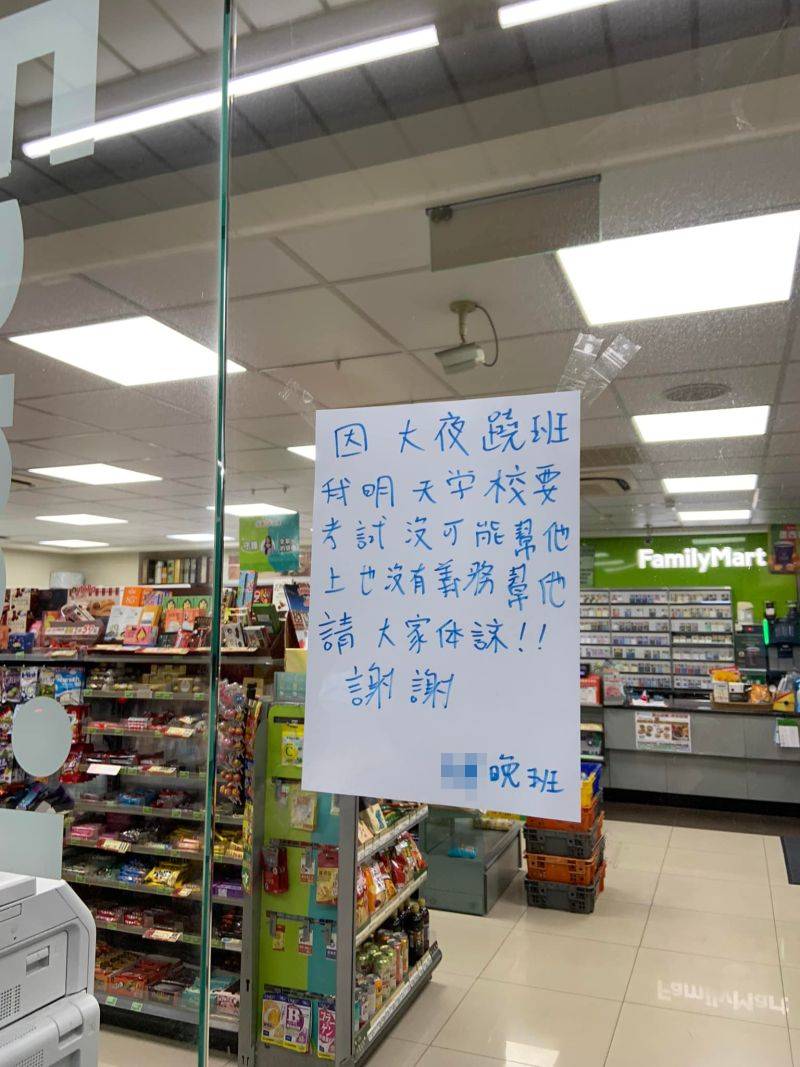 因大夜蹺班
我明天学校要
考試沒可能幫他
上也沒有義務幫他
請大家体諒!!
謝謝
晚班
FamilyMart